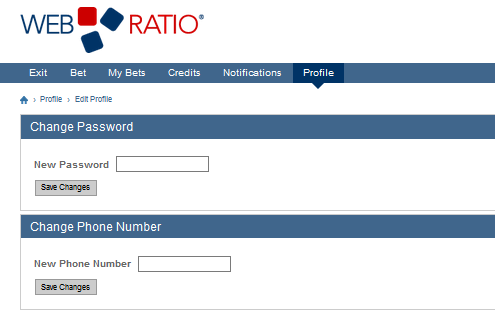 WEB RATIO®
Exit Bet My Bets Credits Notifications Profile
› Profile › Edit Profile
Change Password
New Password
Save Changes
Change Phone Number
New Phone Number
Save Changes